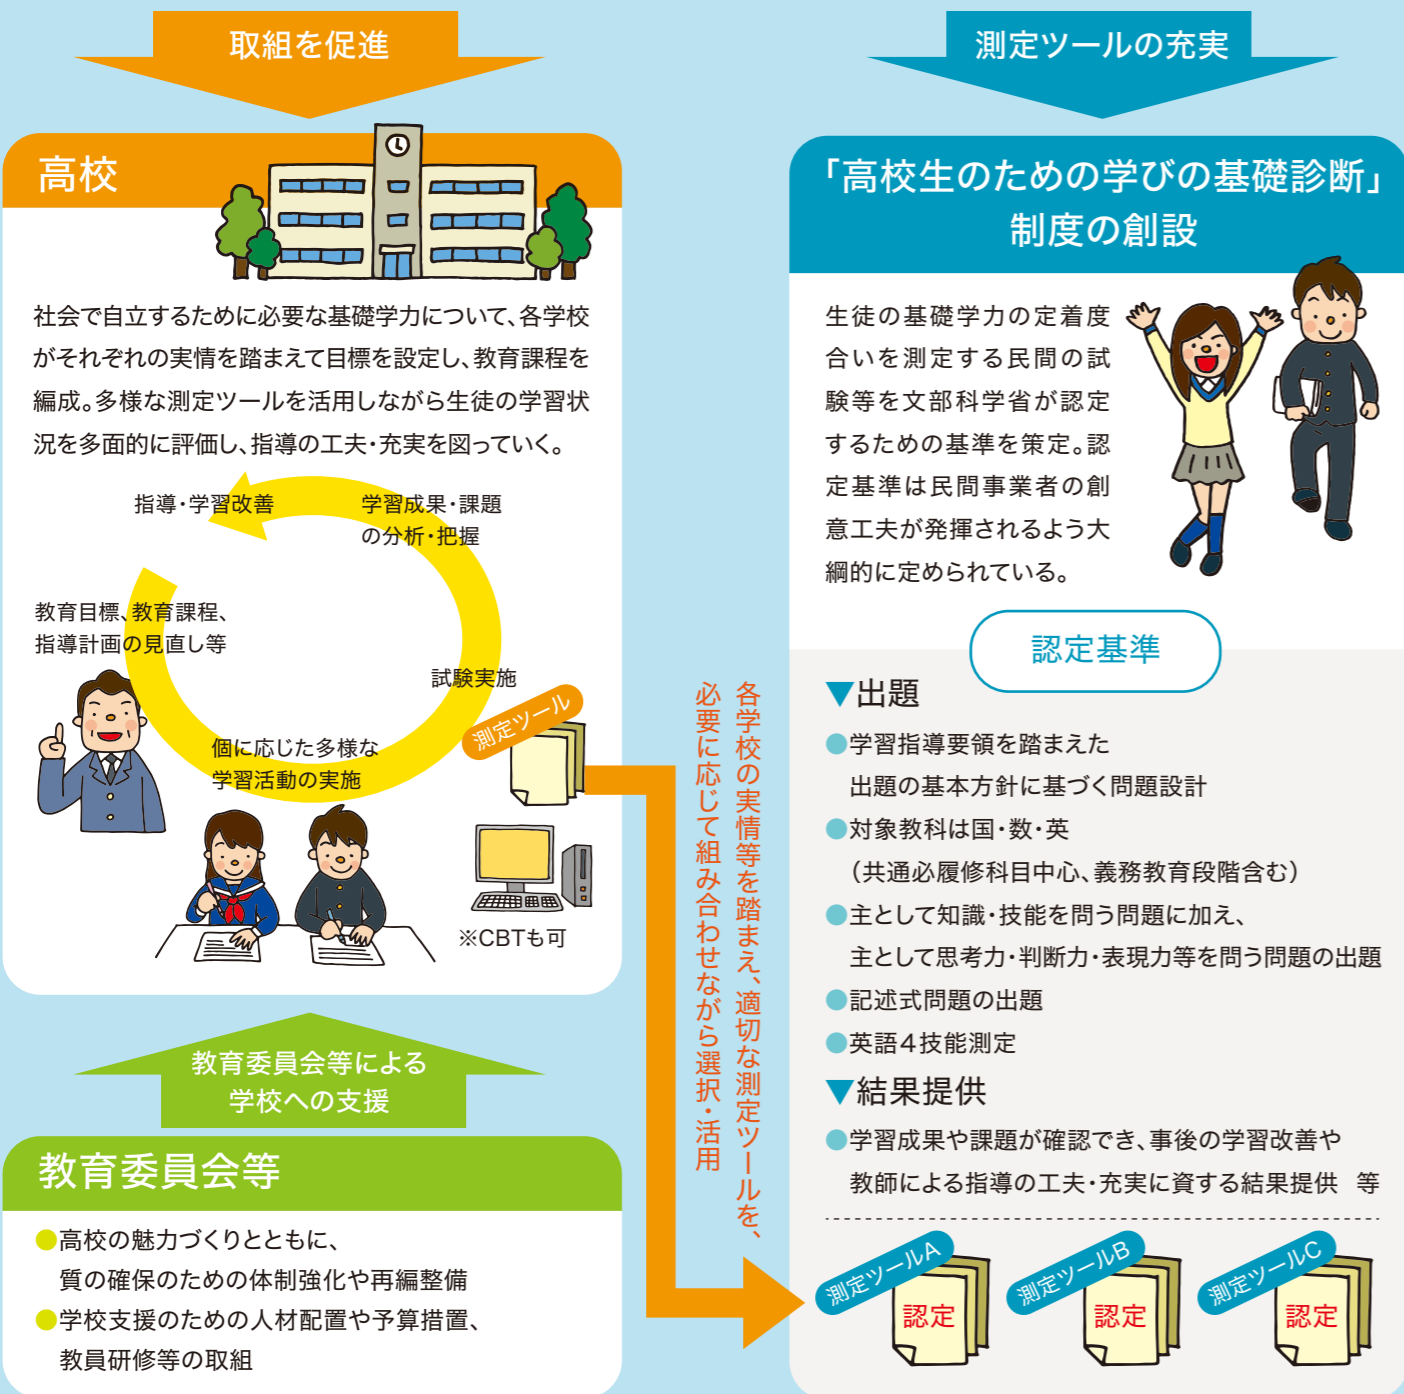 取組を促進
高校
社会で自立するために必要な基礎学力について、各学校
がそれぞれの実情を踏まえて目標を設定し、教育課程を
編成。多様な測定ツールを活用しながら生徒の学習状
況を多面的に評価し、指導の工夫・充実を図っていく。
指導・学習改善
学習成果・課題
の分析・把握
教育目標、教育課程、
指導計画の見直し等
試験実施
測定ツール
個に応じた多様な
学習活動の実施
※CBTも可
教育委員会等による
学校への支援
教育委員会等
●高校の魅力づくりとともに、
質の確保のための体制強化や再編整備
●学校支援のための人材配置や予算措置、
教員研修等の取組
各学校の実情等を踏まえ、適切な測定ツールを、
必要に応じて組み合わせながら選択・活用
測定ツールの充実
「高校生のための学びの基礎診断」
制度の創設
生徒の基礎学力の定着度
合いを測定する民間の試
験等を文部科学省が認定
するための基準を策定。認
定基準は民間事業者の創
意工夫が発揮されるよう大
綱的に定められている。
認定基準
▼出題
●学習指導要領を踏まえた
出題の基本方針に基づく問題設計
●対象教科は国・数・英
（共通必履修科目中心、義務教育段階含む）
●主として知識・技能を問う問題に加え、
主として思考力・判断力・表現力等を問う問題の出題
●記述式問題の出題
●英語4技能測定
▼結果提供
●学習成果や課題が確認でき、事後の学習改善や
教師による指導の工夫・充実に資する結果提供 等
測定ツールA
認定
測定ツールB
認定
測定ツールC
認定